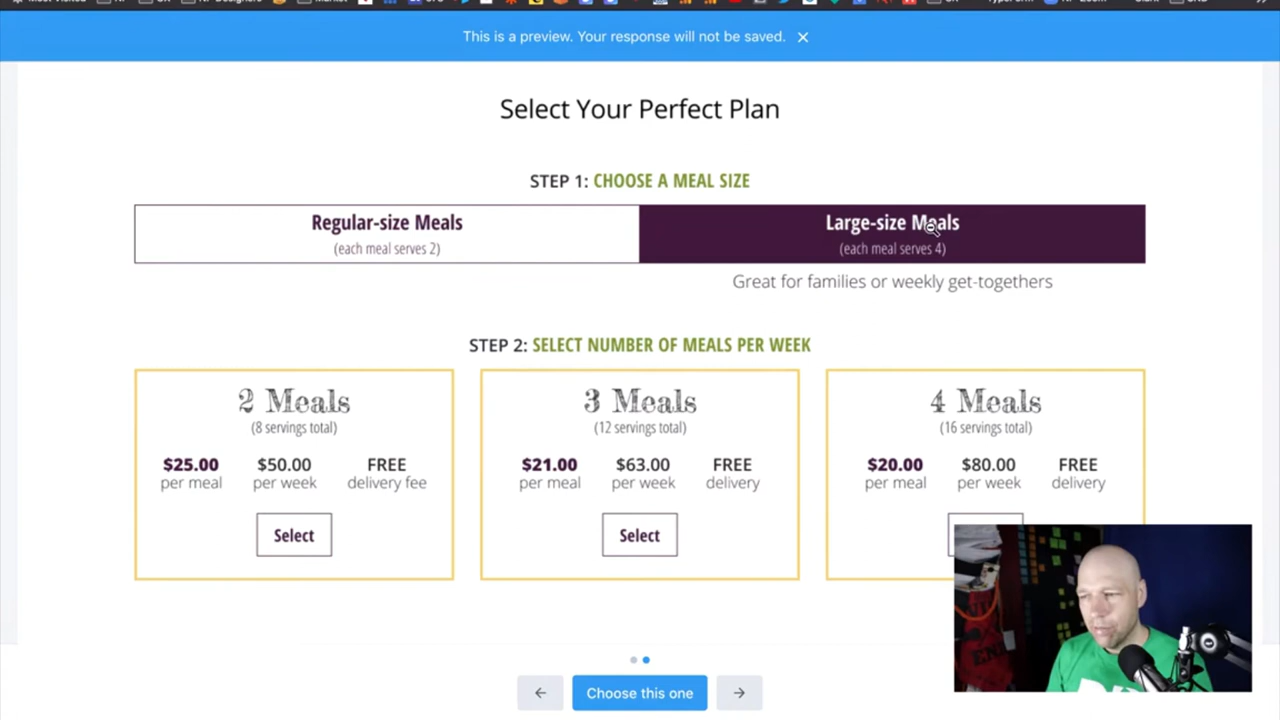 This is a preview. Your response will not be saved. ×
Select Your Perfect Plan
STEP 1: CHOOSE A MEAL SIZE
Regular-size Meals
(each meal serves 2)
Large-size Meals
(each meal serves 4)
Great for families or weekly get-togethers
STEP 2: SELECT NUMBER OF MEALS PER WEEK
2 Meals
(8 servings total)
$25.00 $50.00 FREE
per meal per week delivery fee
Select
3 Meals
(12 servings total)
$21.00 $63.00 FREE
per meal per week delivery
Select
4 Meals
(16 servings total)
$20.00 $80.00 FREE
per meal per week delivery
← Choose this one →